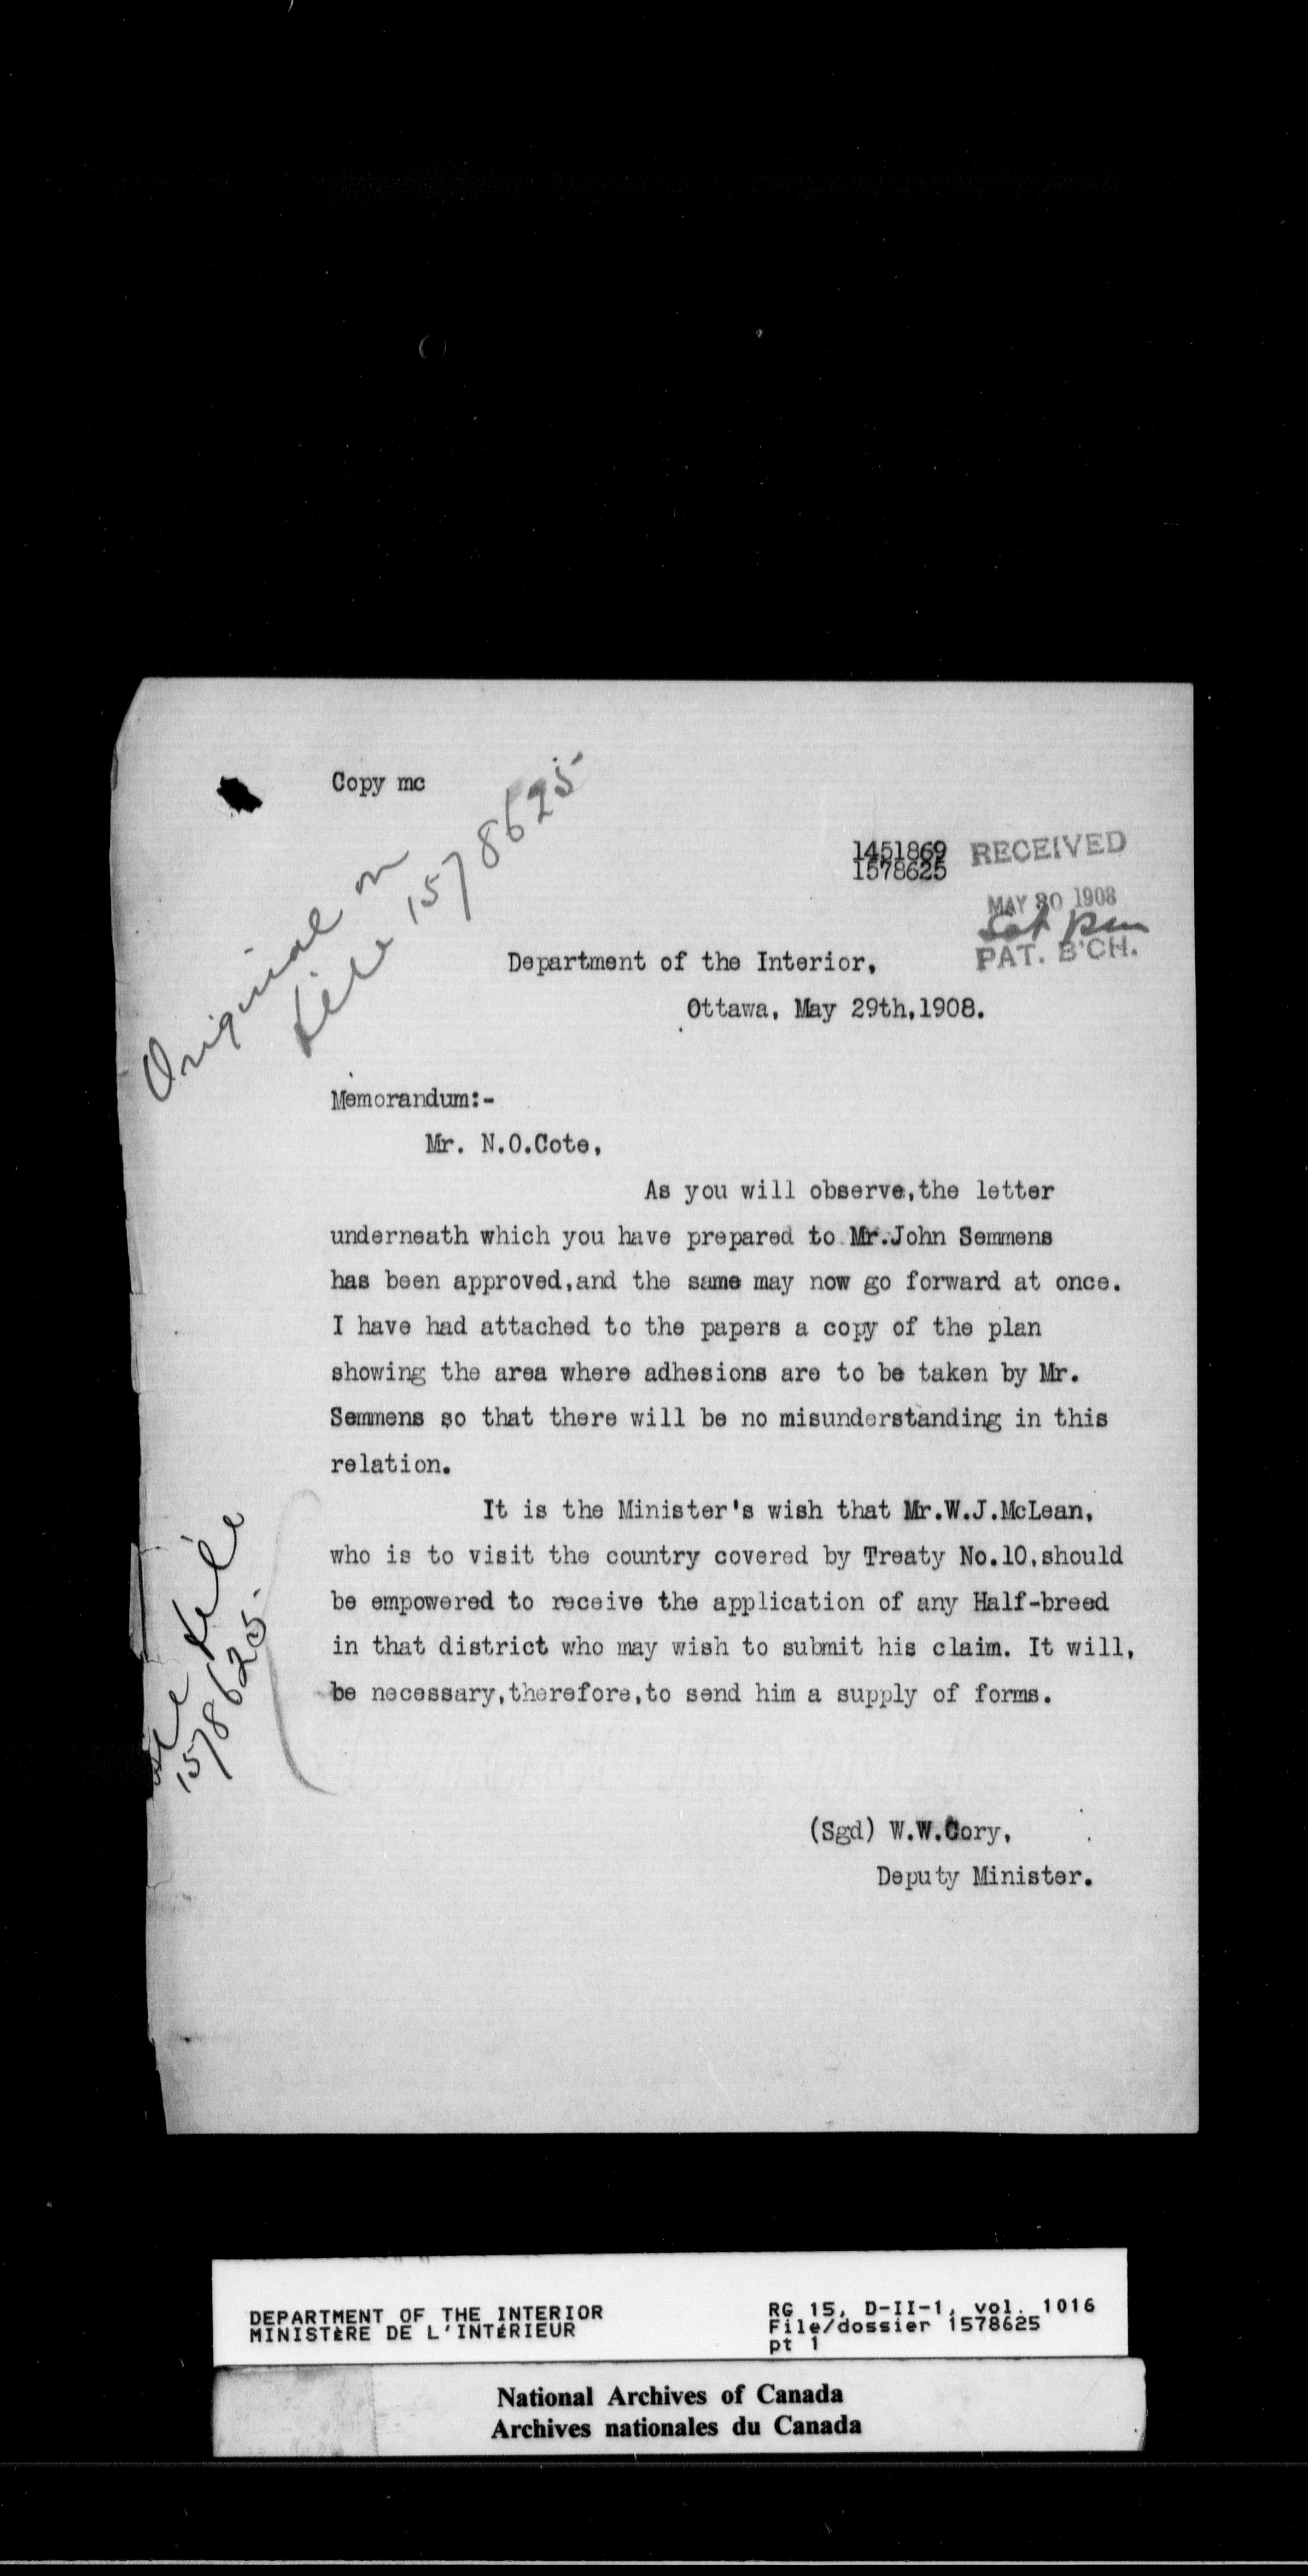 Copy mc
Original on
file 1578625
1451869
1578625
RECEIVED
MAY 30 1908
PAT. B'CH.
Department of the Interior,
Ottawa, May 29th,1908.
Memorandum:-
Mr. N.O.Cote,
As you will observe,the letter
underneath which you have prepared to Mr.John Semmens
has been approved,and the same may now go forward at once.
I have had attached to the papers a copy of the plan
showing the area where adhesions are to be taken by Mr.
Semmens so that there will be no misunderstanding in this
relation.
It is the Minister's wish that Mr.W.J.McLean,
who is to visit the country covered by Treaty No.10,should
be empowered to receive the application of any Half-breed
in that district who may wish to submit his claim. It will,
be necessary,therefore,to send him a supply of forms.
file
1578625.
(Sgd) W.W.Cory,
Deputy Minister.
DEPARTMENT OF THE INTERIOR
MINISTÈRE DE L'INTÉRIEUR
RG 15, D-II-1, vol. 1016
File/dossier 1578625
pt 1
National Archives of Canada
Archives nationales du Canada